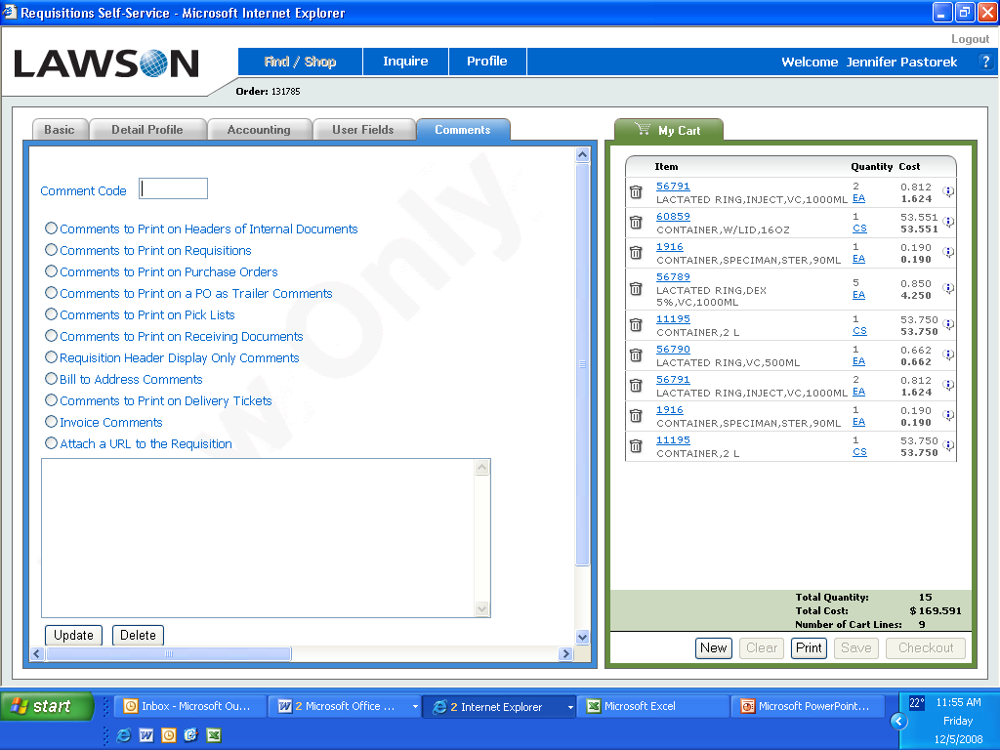 Requisitions Self-Service - Microsoft Internet Explorer
Logout
LAWSON
Find / Shop Inquire Profile
Welcome Jennifer Pastorek ?
Order: 131785
Basic Detail Profile Accounting User Fields Comments
Comment Code
Comments to Print on Headers of Internal Documents
Comments to Print on Requisitions
Comments to Print on Purchase Orders
Comments to Print on a PO as Trailer Comments
Comments to Print on Pick Lists
Comments to Print on Receiving Documents
Requisition Header Display Only Comments
Bill to Address Comments
Comments to Print on Delivery Tickets
Invoice Comments
Attach a URL to the Requisition
w Only
Update Delete
My Cart
Item Quantity Cost
56791 2 0.812
LACTATED RING,INJECT,VC,1000ML EA 1.624
60859 1 53.551
CONTAINER,W/LID,16OZ CS 53.551
1916 1 0.190
CONTAINER,SPECIMAN,STER,90ML EA 0.190
56789 5 0.850
LACTATED RING,DEX EA 4.250
5%,VC,1000ML
11195 1 53.750
CONTAINER,2 L CS 53.750
56790 1 0.662
LACTATED RING,VC,500ML EA 0.662
56791 2 0.812
LACTATED RING,INJECT,VC,1000ML EA 1.624
1916 1 0.190
CONTAINER,SPECIMAN,STER,90ML EA 0.190
11195 1 53.750
CONTAINER,2 L CS 53.750
Total Quantity: 15
Total Cost: $ 169.591
Number of Cart Lines: 9
New Clear Print Save Checkout
start
Inbox - Microsoft Ou...
2 Microsoft Office ...
2 Internet Explorer
Microsoft Excel
Microsoft PowerPoint...
22°
11:55 AM
Friday
12/5/2008